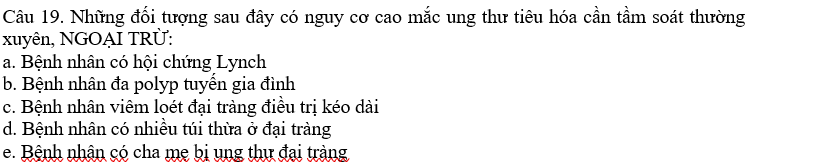 Câu 19. Những đối tượng sau đây có nguy cơ cao mắc ung thư tiêu hóa cần tầm soát thường
xuyên, NGOẠI TRỪ:
a. Bệnh nhân có hội chứng Lynch
b. Bệnh nhân đa polyp tuyến gia đình
c. Bệnh nhân viêm loét đại tràng điều trị kéo dài
d. Bệnh nhân có nhiều túi thừa ở đại tràng
e. Bệnh nhân có cha mẹ bị ung thư đại tràng